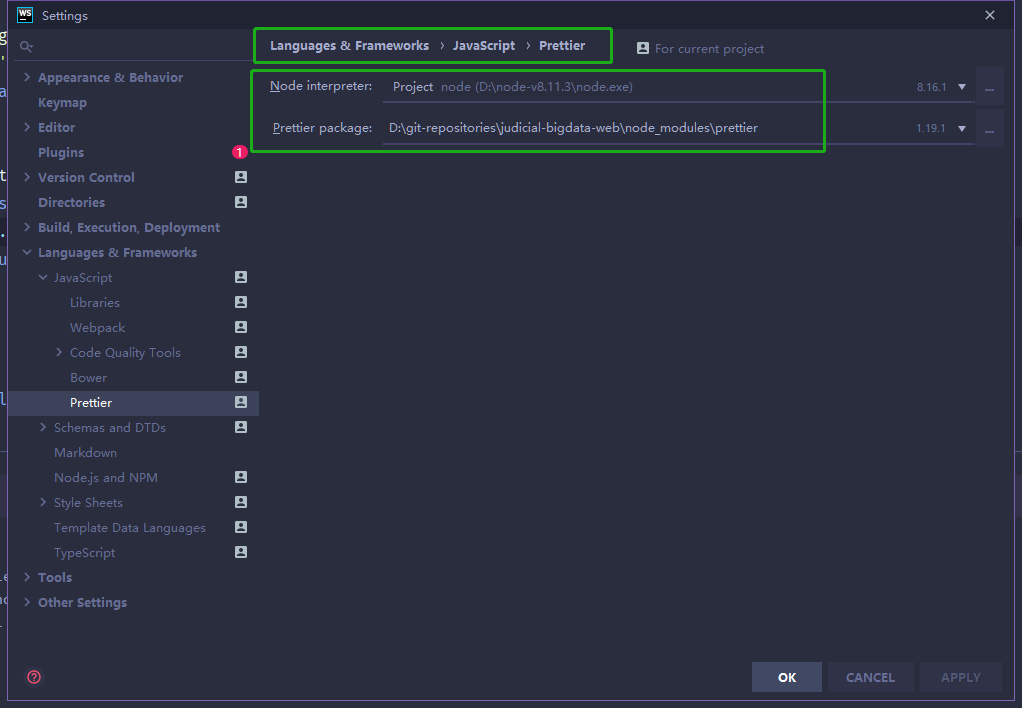 WS Settings
Languages & Frameworks › JavaScript › Prettier
For current project
Node interpreter: Project node (D:\node-v8.11.3\node.exe) 8.16.1 ...
Prettier package: D:\git-repositories\judicial-bigdata-web\node_modules\prettier 1.19.1 ...
Appearance & Behavior
Keymap
Editor
Plugins 1
Version Control
Directories
Build, Execution, Deployment
Languages & Frameworks
JavaScript
Libraries
Webpack
Code Quality Tools
Bower
Prettier
Schemas and DTDs
Markdown
Node.js and NPM
Style Sheets
Template Data Languages
TypeScript
Tools
Other Settings
?
OK CANCEL APPLY